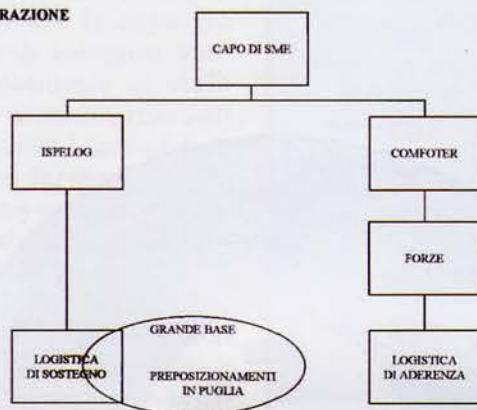 RAZIONE
CAPO DI SME
ISPELOG
COMFOTER
FORZE
LOGISTICA
DI SOSTEGNO
GRANDE BASE
PREPOSIZIONAMENTI
IN PUGLIA
LOGISTICA
DI ADERENZA